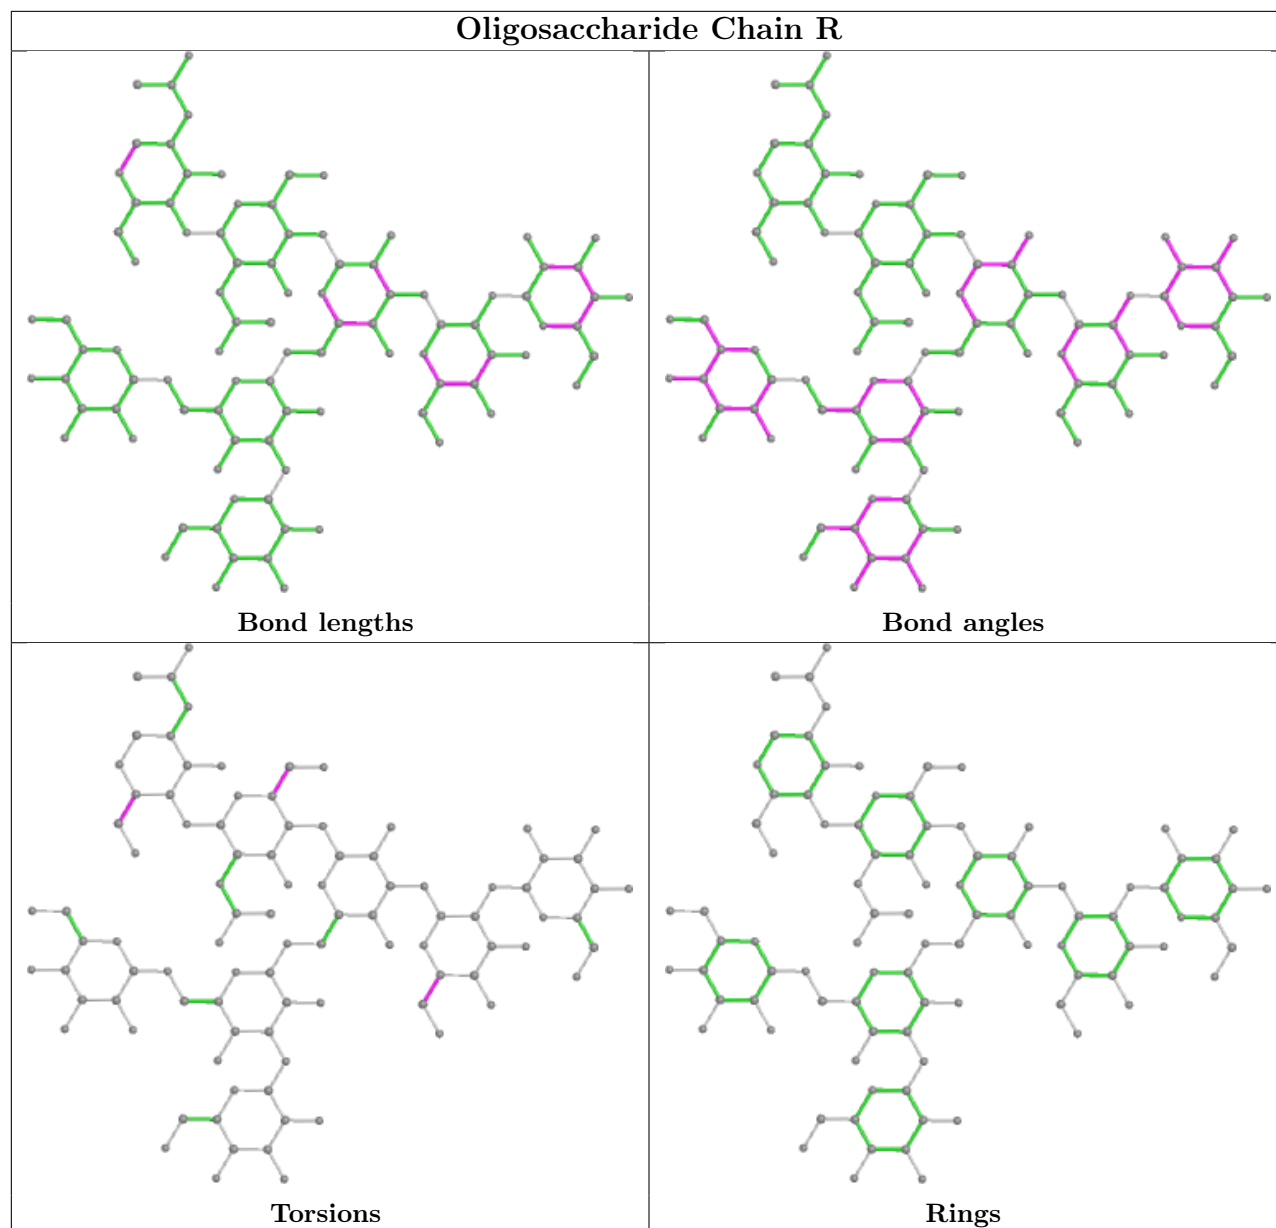 Oligosaccharide Chain R
Bond lengths
Bond angles
Torsions
Rings